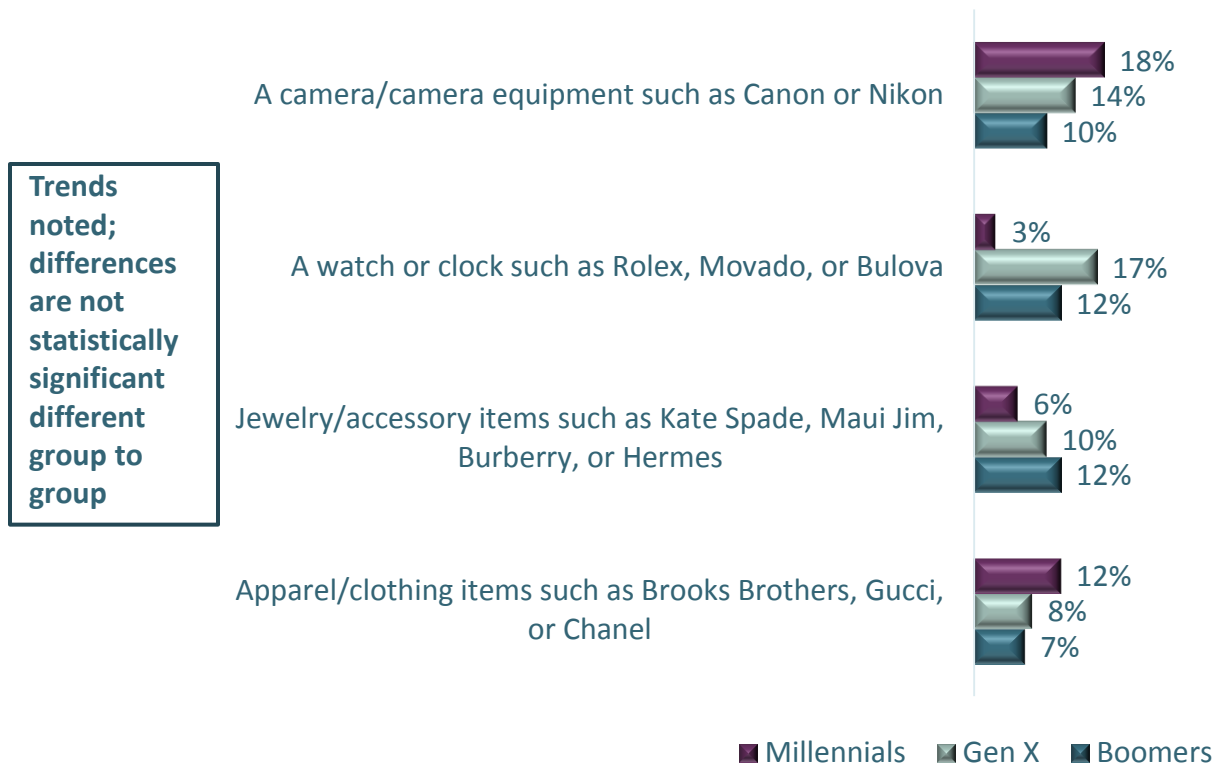 A camera/camera equipment such as Canon or Nikon
18%
14%
10%
Trends
noted;
differences
are not
statistically
significant
different
group to
group
A watch or clock such as Rolex, Movado, or Bulova
3%
17%
12%
Jewelry/accessory items such as Kate Spade, Maui Jim,
Burberry, or Hermes
6%
10%
12%
Apparel/clothing items such as Brooks Brothers, Gucci,
or Chanel
12%
8%
7%
Millennials Gen X Boomers